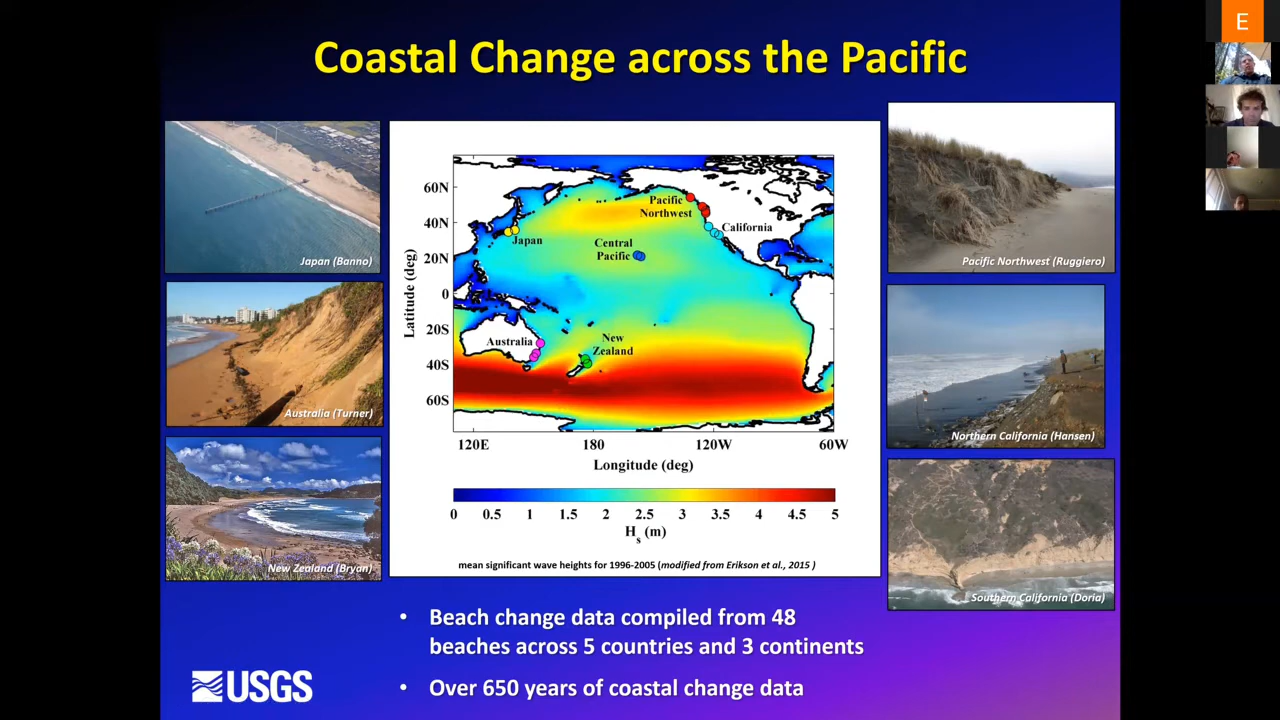 Coastal Change across the Pacific
E
Japan (Banno)
Australia (Turner)
New Zealand (Bryan)
60N
40N
20N
0
20S
40S
60S
Latitude (deg)
Pacific
Northwest
California
Japan
Central
Pacific
Australia
New
Zealand
120E
180
120W
60W
Longitude (deg)
0 0.5 1 1.5 2 2.5 3 3.5 4 4.5 5
Hs (m)
mean significant wave heights for 1996-2005 (modified from Erikson et al., 2015 )
Pacific Northwest (Ruggiero)
Northern California (Hansen)
Southern California (Doria)
• Beach change data compiled from 48
beaches across 5 countries and 3 continents
• Over 650 years of coastal change data
USGS